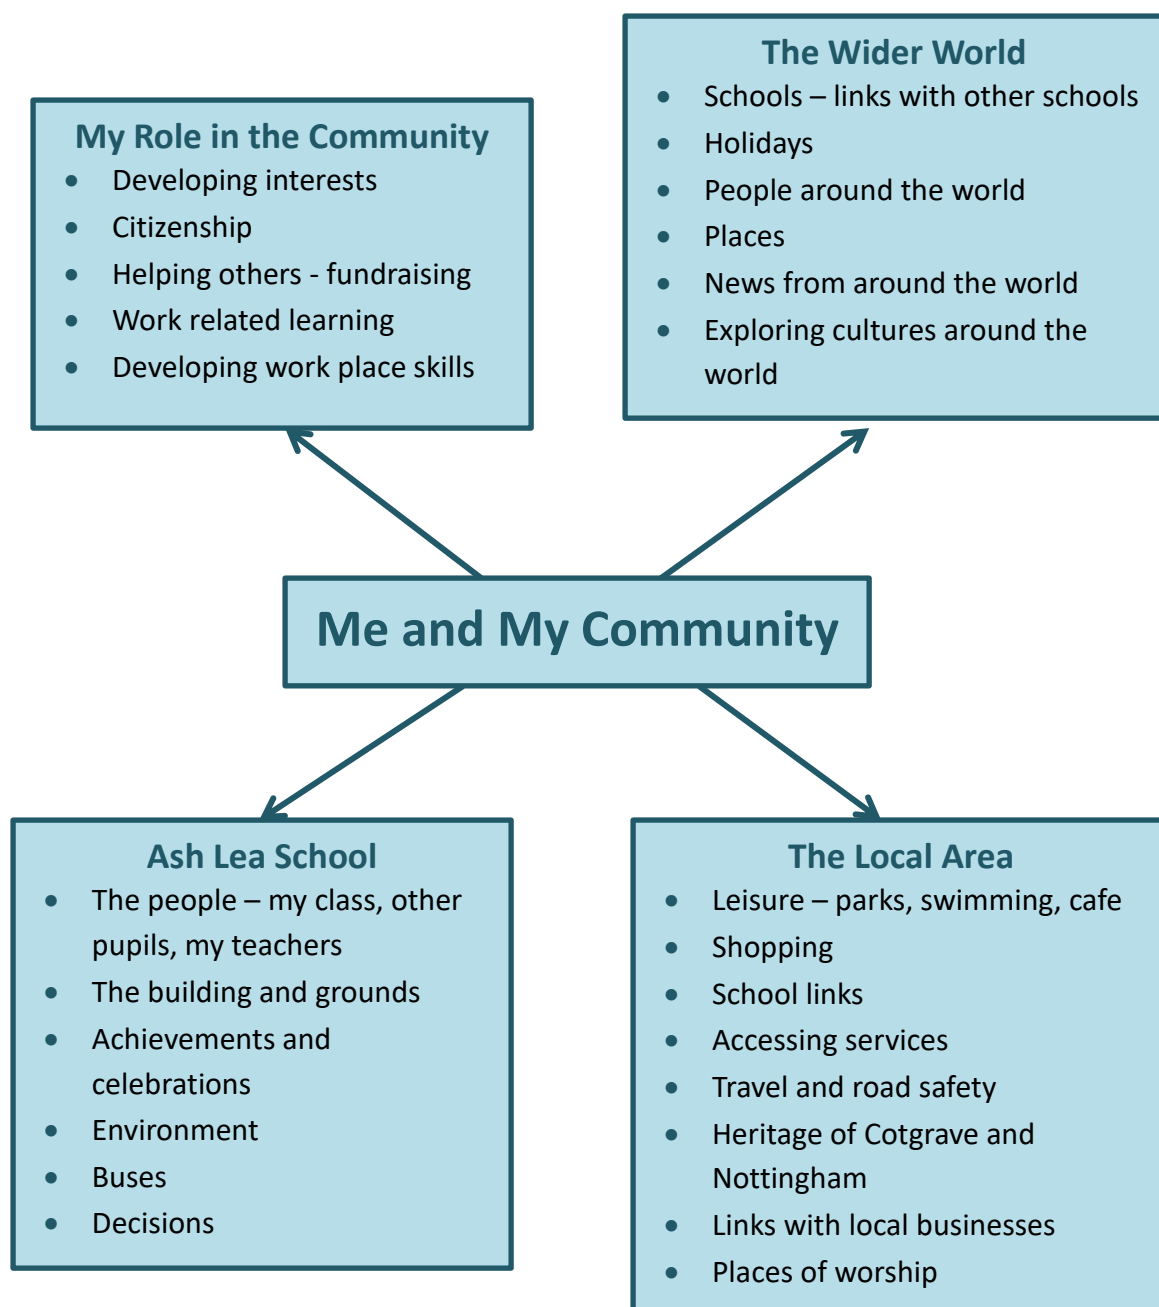 My Role in the Community
• Developing interests
• Citizenship
• Helping others - fundraising
• Work related learning
• Developing work place skills
The Wider World
• Schools – links with other schools
• Holidays
• People around the world
• Places
• News from around the world
• Exploring cultures around the
world
Me and My Community
Ash Lea School
• The people – my class, other
pupils, my teachers
• The building and grounds
• Achievements and
celebrations
• Environment
• Buses
• Decisions
The Local Area
• Leisure – parks, swimming, cafe
• Shopping
• School links
• Accessing services
• Travel and road safety
• Heritage of Cotgrave and
Nottingham
• Links with local businesses
• Places of worship